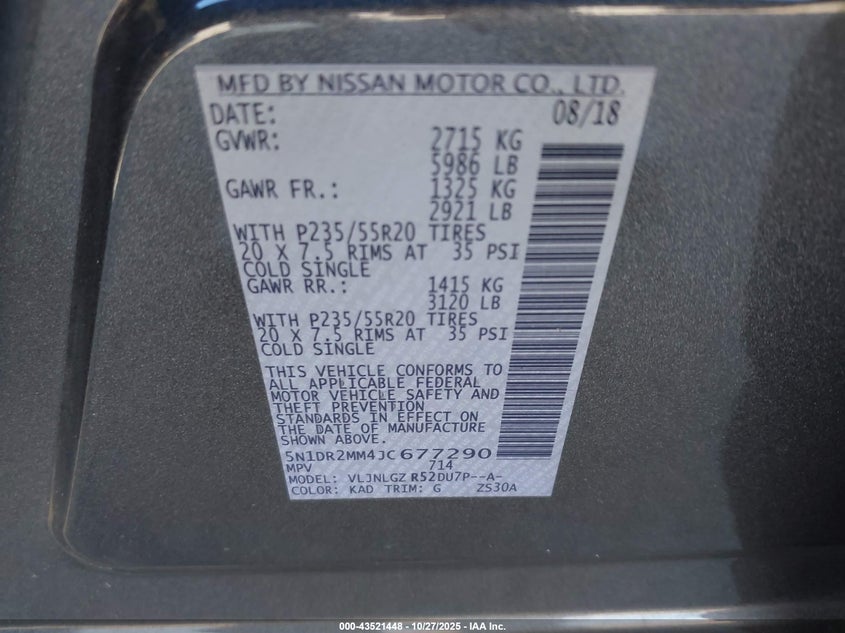 MFD BY NISSAN MOTOR CO., LTD.
DATE: 08/18
GVWR: 2715 KG
5986 LB
GAWR FR.: 1325 KG
2921 LB
WITH P235/55R20 TIRES
20 X 7.5 RIMS AT 35 PSI
COLD SINGLE
GAWR RR.: 1415 KG
3120 LB
WITH P235/55R20 TIRES
20 X 7.5 RIMS AT 35 PSI
COLD SINGLE
THIS VEHICLE CONFORMS TO
ALL APPLICABLE FEDERAL
MOTOR VEHICLE SAFETY AND
THEFT PREVENTION
STANDARDS IN EFFECT ON
THE DATE OF MANUFACTURE
SHOWN ABOVE.
5N1DR2MM4JC677290
MPV 714
MODEL: VLJNLGZ R52DU7P--A-
COLOR: KAD TRIM: G ZS30A
000-43521448 - 10/27/2025 - IAA Inc.